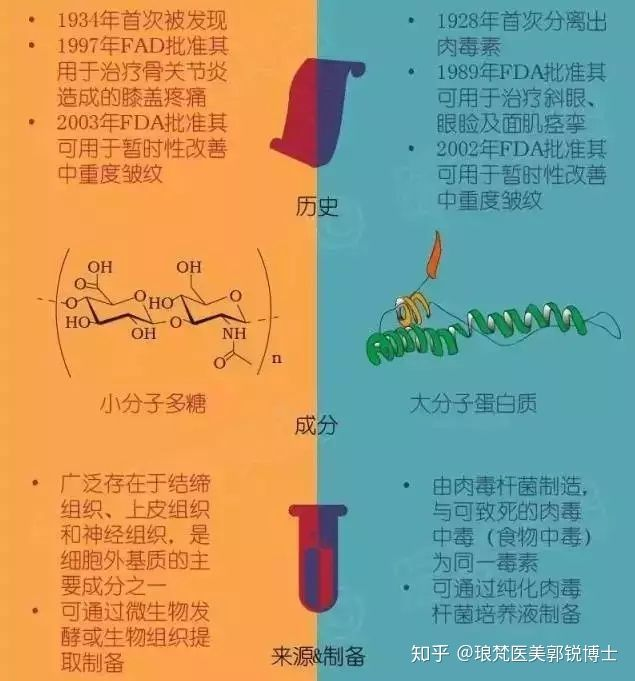 • 1934年首次被发现
• 1997年FAD批准其
用于治疗骨关节炎
造成的膝盖疼痛
• 2003年FDA批准其
可用于暂时性改善
中重度皱纹
• 1928年首次分离出
肉毒素
• 1989年FDA批准其
可用于治疗斜眼、
眼睑及面肌痉挛
• 2002年FDA批准其
可用于暂时性改善
中重度皱纹
历史
OH
O
O
HO
O
OH
OH
HO
O
O
NH
O
n
小分子多糖
大分子蛋白质
成分
• 广泛存在于结缔
组织、上皮组织
和神经组织，是
细胞外基质的主
要成分之一
• 可通过微生物发
酵或生物组织提
取制备
• 由肉毒杆菌制造，
与可致死的肉毒
中毒（食物中毒）
为同一毒素
• 可通过纯化肉毒
杆菌培养液制备
来源&制备
知乎 @琅梵医美郭锐博士